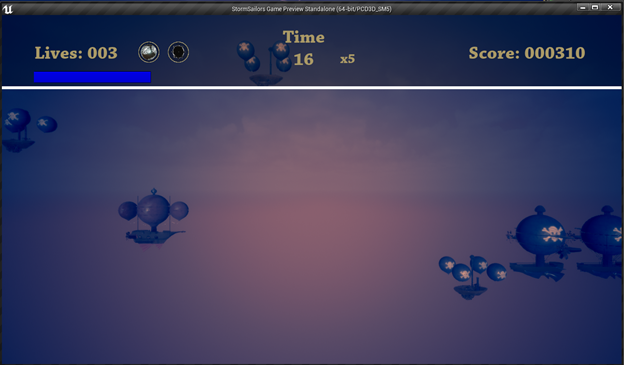 StormSailors Game Preview Standalone (64-bit/PCD3D_SM5)
Time
Lives: 003
16
x5
Score: 000310